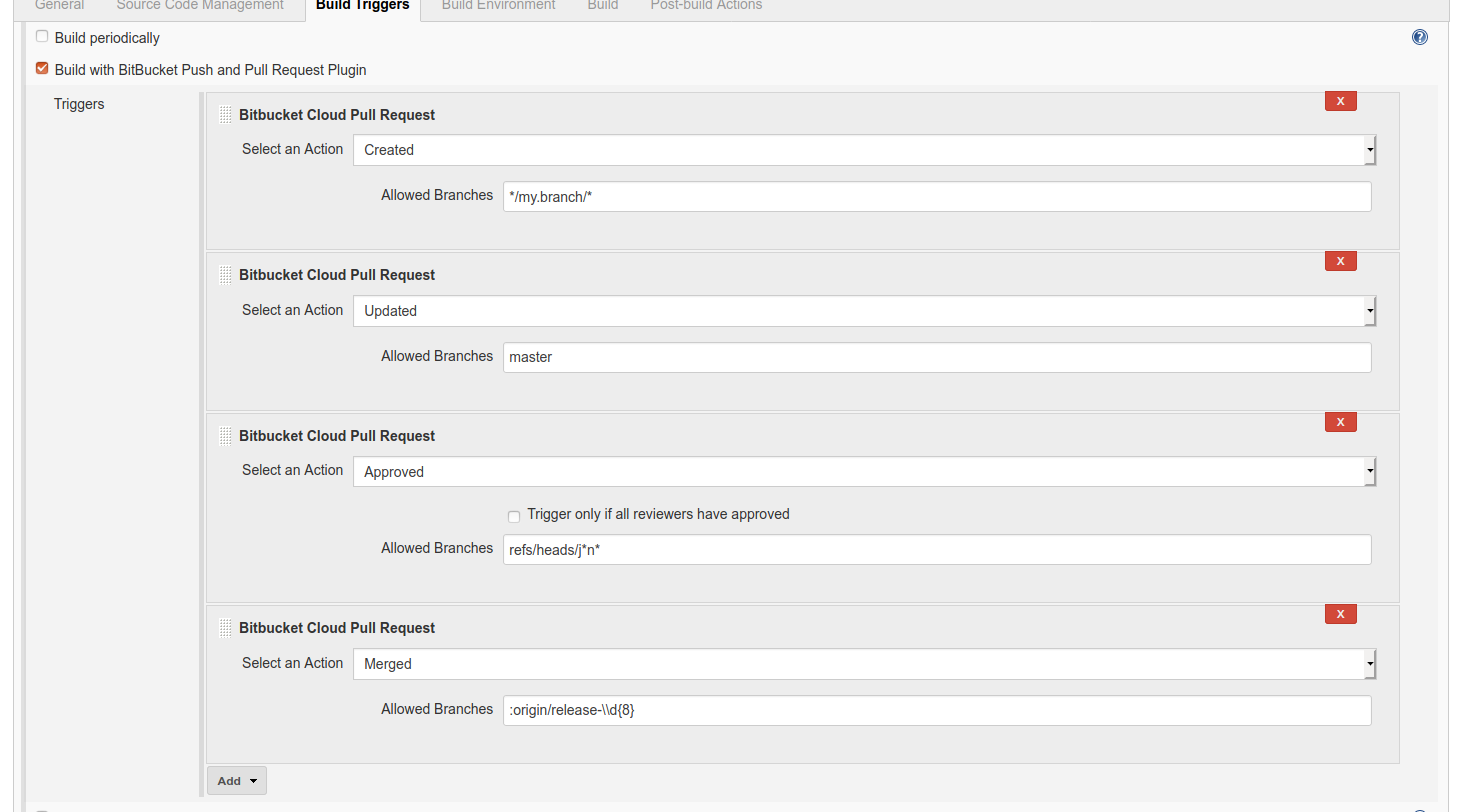 General Source Code Management Build Triggers Build Environment Build Post-build Actions
Build periodically
Build with BitBucket Push and Pull Request Plugin
Triggers
X
Bitbucket Cloud Pull Request
Select an Action Created
Allowed Branches */my.branch/*
X
Bitbucket Cloud Pull Request
Select an Action Updated
Allowed Branches master
X
Bitbucket Cloud Pull Request
Select an Action Approved
Trigger only if all reviewers have approved
Allowed Branches refs/heads/j*n*
X
Bitbucket Cloud Pull Request
Select an Action Merged
Allowed Branches :origin/release-\\d{8}
Add